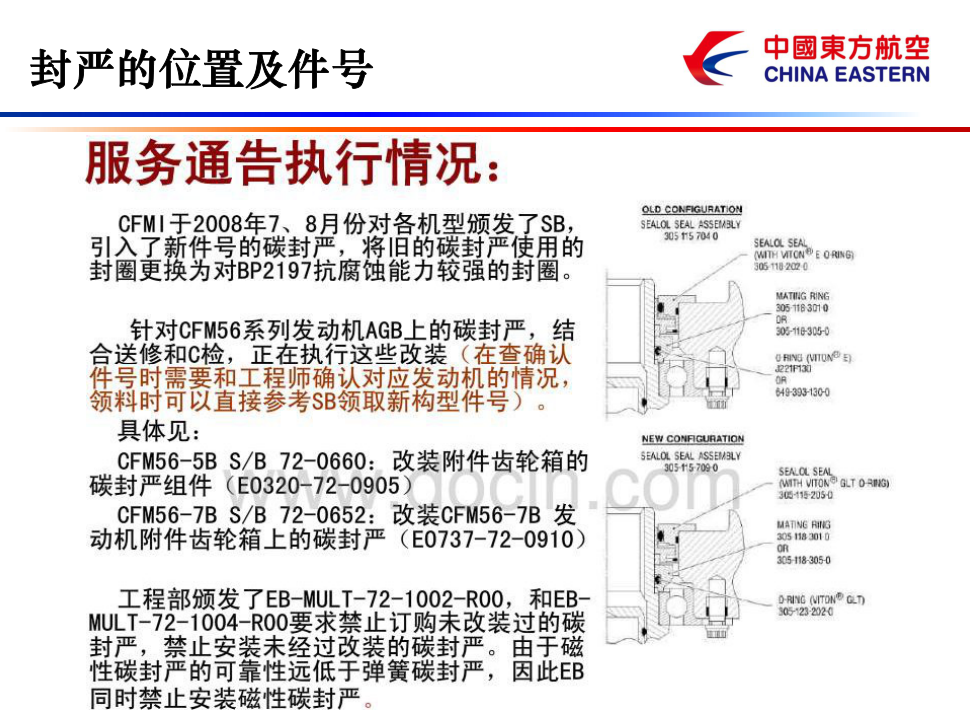 封严的位置及件号
中國東方航空
CHINA EASTERN
服务通告执行情况：
CFMI于2008年7、8月份对各机型颁发了SB，
引入了新件号的碳封严，将旧的碳封严使用的
封圈更换为对BP2197抗腐蚀能力较强的封圈。
针对CFM56系列发动机AGB上的碳封严，结
合送修和C检，正在执行这些改装（在查确认
件号时需要和工程师确认对应发动机的情况，
领料时可以直接参考SB领取新构型件号）。
具体见：
CFM56-5B S/B 72-0660：改装附件齿轮箱的
碳封严组件（E0320-72-0905）
CFM56-7B S/B 72-0652：改装CFM56-7B 发
动机附件齿轮箱上的碳封严（E0737-72-0910）
工程部颁发了EB-MULT-72-1002-R00，和EB-
MULT-72-1004-R00要求禁止订购未改装过的碳
封严，禁止安装未经过改装的碳封严。由于磁
性碳封严的可靠性远低于弹簧碳封严，因此EB
同时禁止安装磁性碳封严。
OLD CONFIGURATION
SEALOL SEAL ASSEMBLY
305-115-704-0
SEALOL SEAL
(WITH VITON® E O-RING)
305-118-202-0
MATING RING
305-118-301-0
OR
305-118-305-0
O-RING (VITON® E)
J221P130
OR
649-393-130-0
NEW CONFIGURATION
SEALOL SEAL ASSEMBLY
305-115-709-0
SEALOL SEAL
(WITH VITON® GLT O-RING)
305-118-205-0
MATING RING
305-118-301-0
OR
305-118-305-0
O-RING (VITON® GLT)
305-123-202-0
www.docin.com